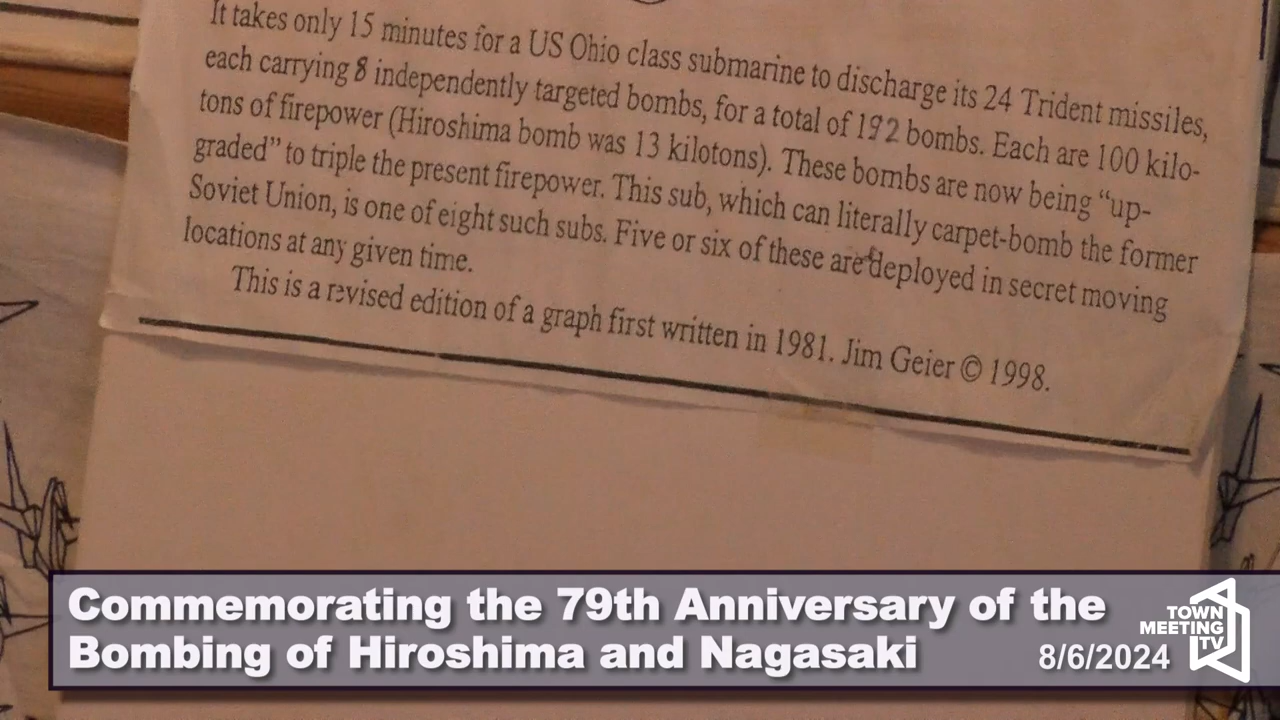 It takes only 15 minutes for a US Ohio class submarine to discharge its 24 Trident missiles,
each carrying 8 independently targeted bombs, for a total of 192 bombs. Each are 100 kilo-
tons of firepower (Hiroshima bomb was 13 kilotons). These bombs are now being “up-
graded” to triple the present firepower. This sub, which can literally carpet-bomb the former
Soviet Union, is one of eight such subs. Five or six of these are deployed in secret moving
locations at any given time.
This is a revised edition of a graph first written in 1981. Jim Geier © 1998.
Commemorating the 79th Anniversary of the
Bombing of Hiroshima and Nagasaki
8/6/2024
TOWN
MEETING
TV